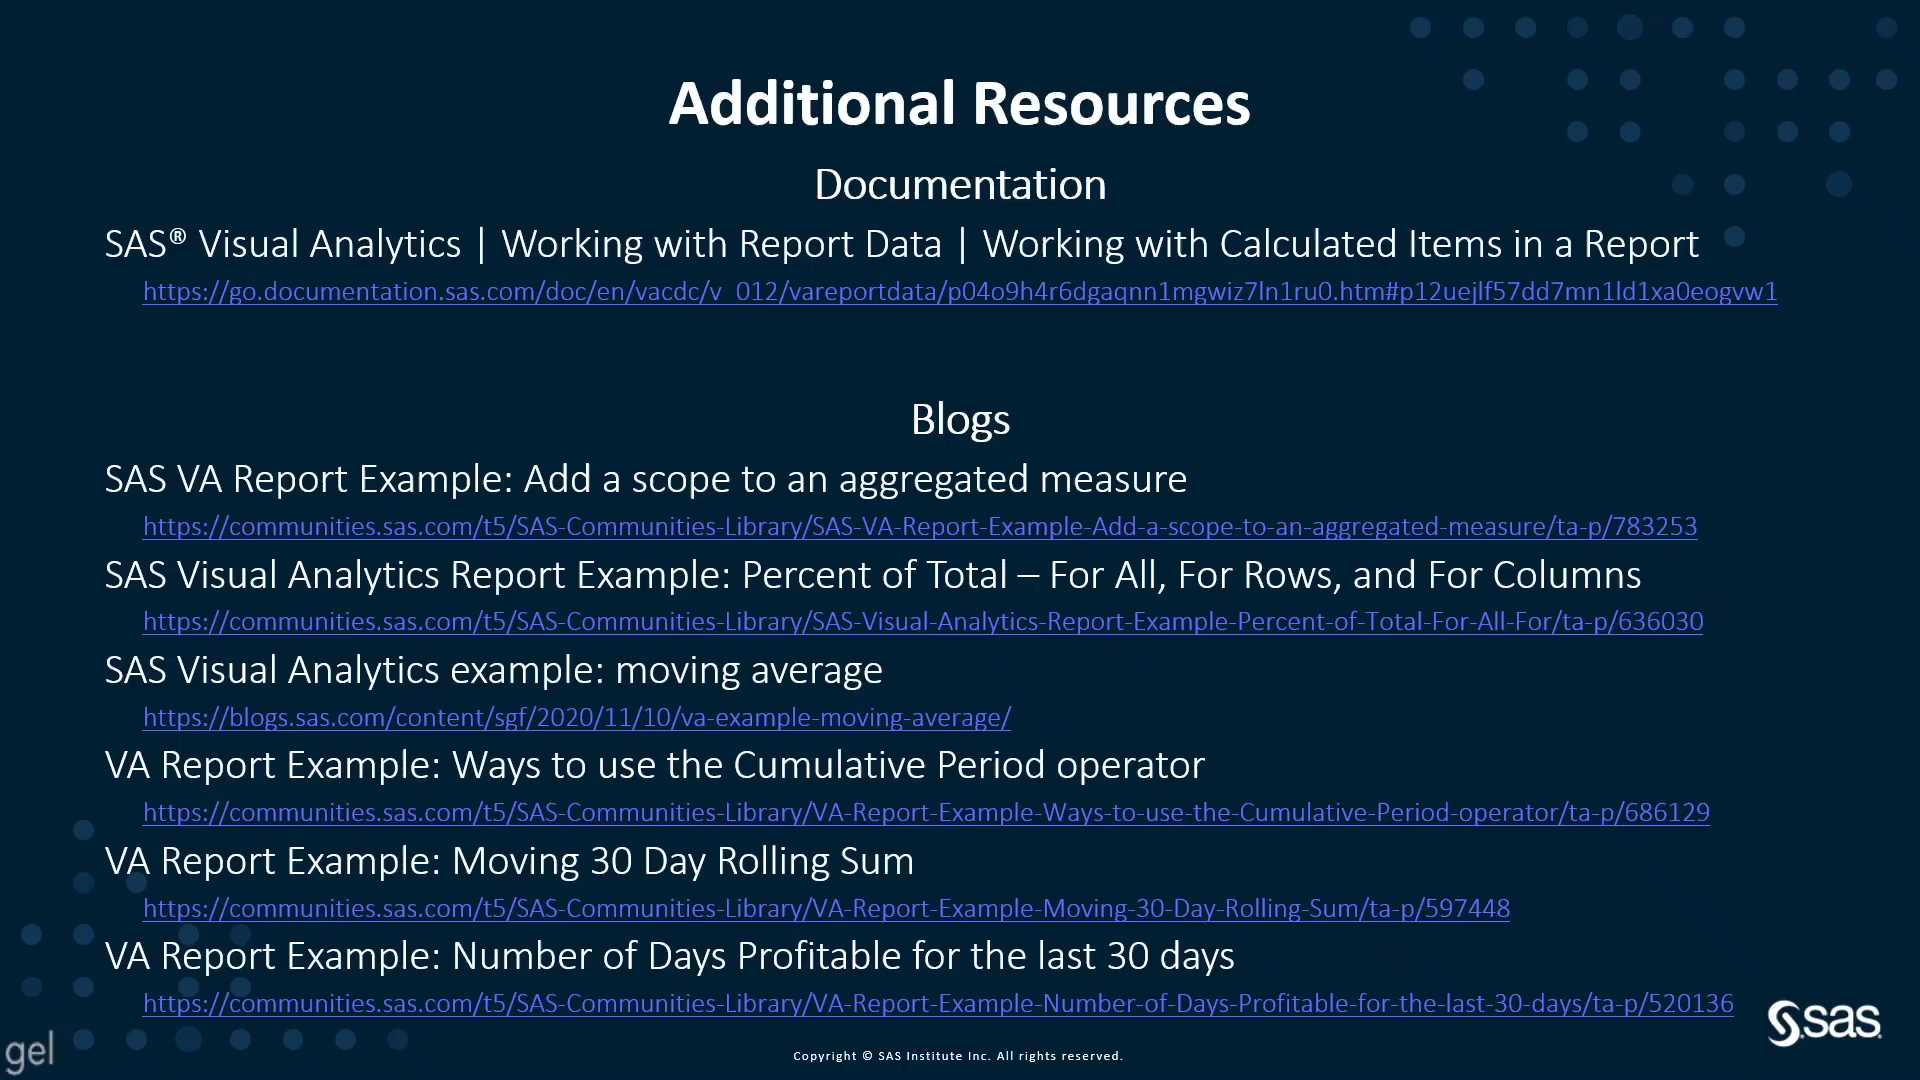 Additional Resources
Documentation
SAS® Visual Analytics | Working with Report Data | Working with Calculated Items in a Report
https://go.documentation.sas.com/doc/en/vacdc/v_012/vareportdata/p04o9h4r6dgaqnn1mgwiz7ln1ru0.htm#p12uejlf57dd7mn1ld1xa0eogvw1
Blogs
SAS VA Report Example: Add a scope to an aggregated measure
https://communities.sas.com/t5/SAS-Communities-Library/SAS-VA-Report-Example-Add-a-scope-to-an-aggregated-measure/ta-p/783253
SAS Visual Analytics Report Example: Percent of Total – For All, For Rows, and For Columns
https://communities.sas.com/t5/SAS-Communities-Library/SAS-Visual-Analytics-Report-Example-Percent-of-Total-For-All-For/ta-p/636030
SAS Visual Analytics example: moving average
https://blogs.sas.com/content/sgf/2020/11/10/va-example-moving-average/
VA Report Example: Ways to use the Cumulative Period operator
https://communities.sas.com/t5/SAS-Communities-Library/VA-Report-Example-Ways-to-use-the-Cumulative-Period-operator/ta-p/686129
VA Report Example: Moving 30 Day Rolling Sum
https://communities.sas.com/t5/SAS-Communities-Library/VA-Report-Example-Moving-30-Day-Rolling-Sum/ta-p/597448
VA Report Example: Number of Days Profitable for the last 30 days
https://communities.sas.com/t5/SAS-Communities-Library/VA-Report-Example-Number-of-Days-Profitable-for-the-last-30-days/ta-p/520136
sas
gel
Copyright © SAS Institute Inc. All rights reserved.